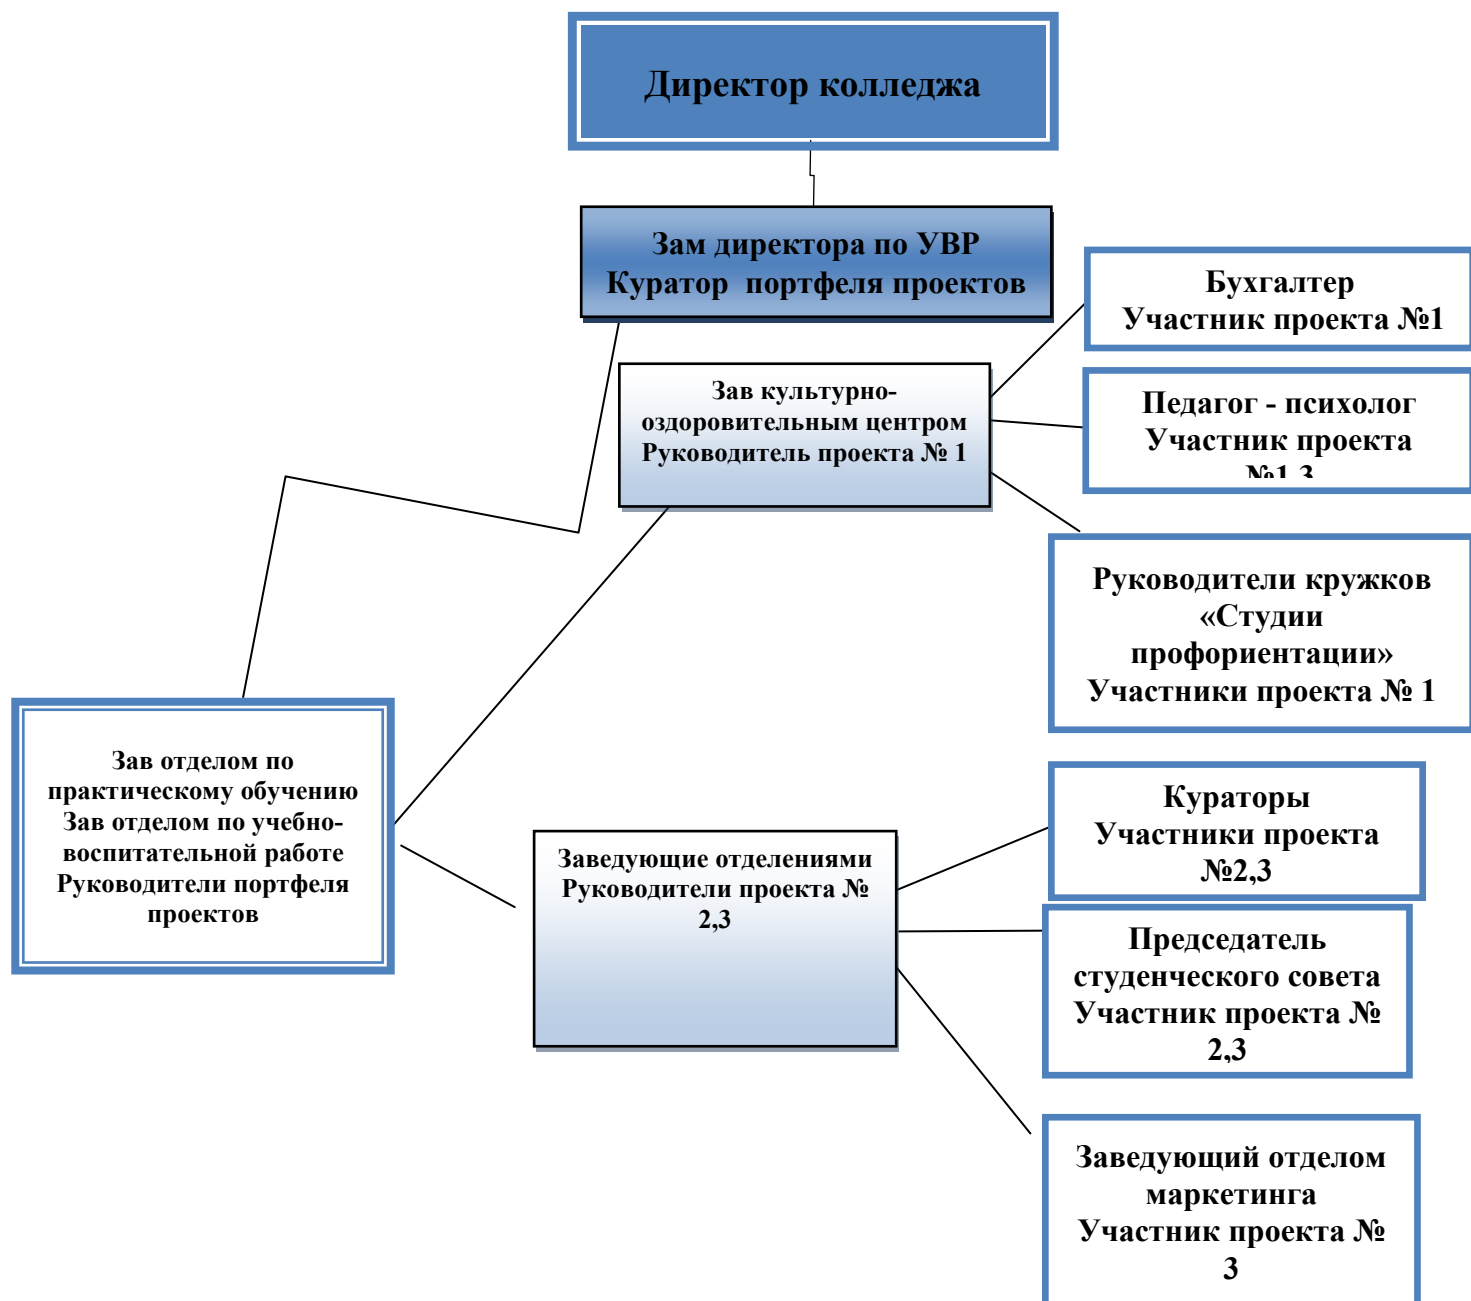 Директор колледжа
Зам директора по УВР
Куратор портфеля проектов
Бухгалтер
Участник проекта №1
Зав культурно-
оздоровительным центром
Руководитель проекта № 1
Педагог - психолог
Участник проекта
№1,3
Руководители кружков
«Студии
профориентации»
Участники проекта № 1
Зав отделом по
практическому обучению
Зав отделом по учебно-
воспитательной работе
Руководители портфеля
проектов
Заведующие отделениями
Руководители проекта №
2,3
Кураторы
Участники проекта
№2,3
Председатель
студенческого совета
Участник проекта №
2,3
Заведующий отделом
маркетинга
Участник проекта №
3